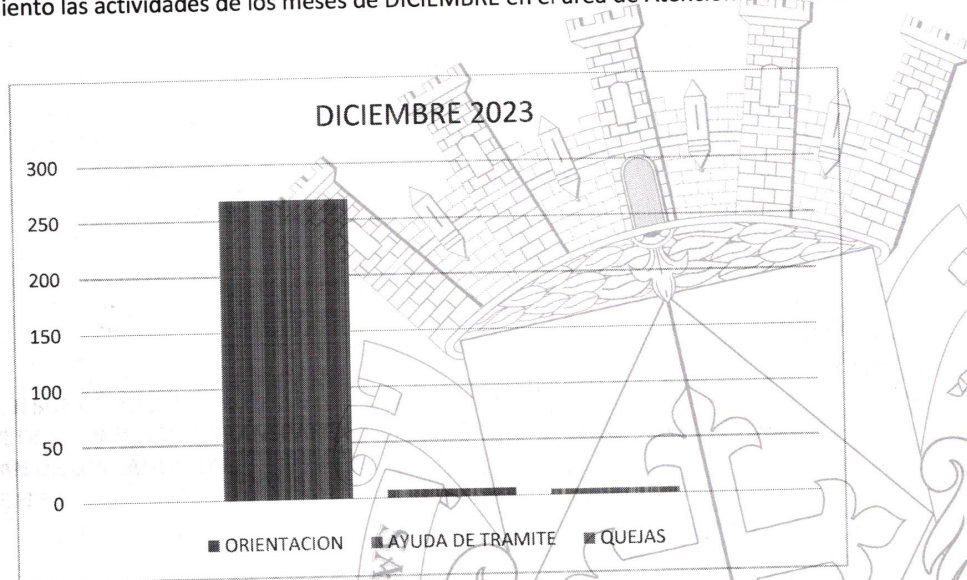 las actividades de los meses de DICIEMBRE en el área de
DICIEMBRE 2023
300
250
200
150
100
50
0
ORIENTACION AYUDA DE TRAMITE QUEJAS